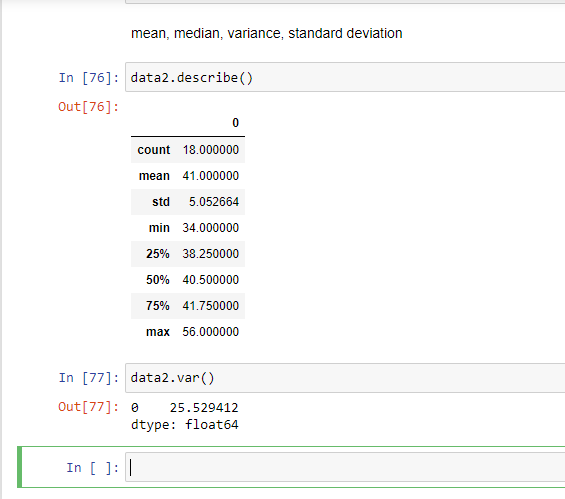 mean, median, variance, standard deviation
In [76]: data2.describe()
Out[76]:
0
count 18.000000
mean 41.000000
std 5.052664
min 34.000000
25% 38.250000
50% 40.500000
75% 41.750000
max 56.000000
In [77]: data2.var()
Out[77]: 0 25.529412
dtype: float64
In [ ]: